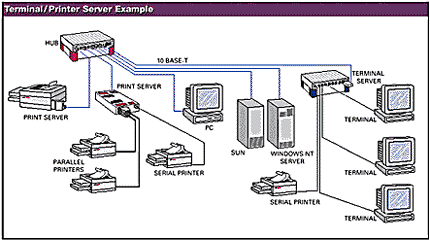 Terminal/Printer Server Example
HUB
10 BASE-T
TERMINAL
SERVER
PRINT SERVER
PRINT SERVER
PC
TERMINAL
SUN
WINDOWS NT
SERVER
PARALLEL
PRINTERS
SERIAL PRINTER
TERMINAL
SERIAL PRINTER
TERMINAL